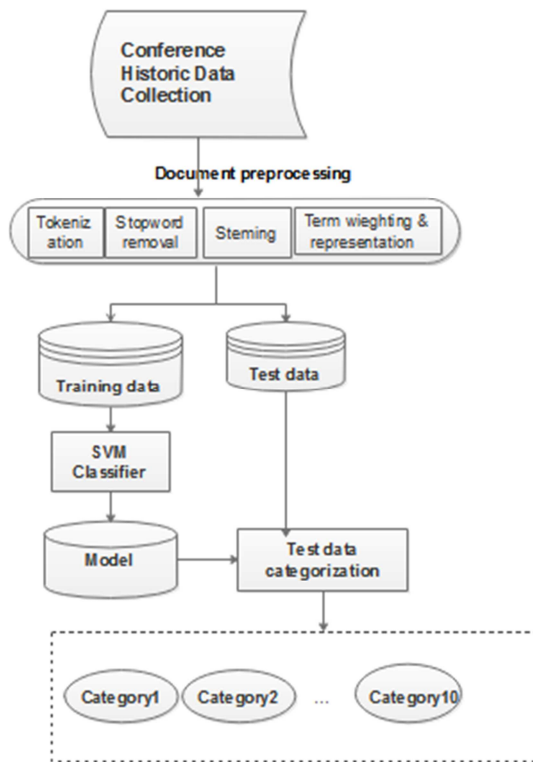 Conference
Historic Data
Collection
Document preprocessing
Tokeniz
ation
Stopword
removal
Steming
Term wieghting &
representation
Training data
Test data
SVM
Classifier
Model
Test data
categorization
Category1
Category2
...
Category10